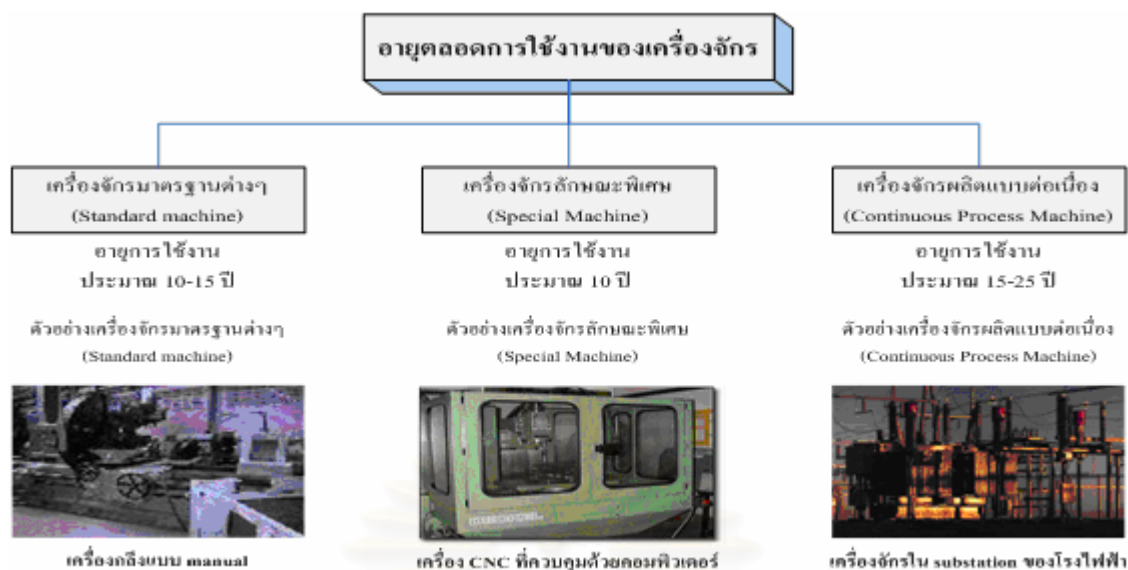 อายุตลอดการใช้งานของเครื่องจักร
เครื่องจักรมาตรฐานต่างๆ
(Standard machine)
อายุการใช้งาน
ประมาณ 10-15 ปี
ตัวอย่างเครื่องจักรมาตรฐานต่างๆ
(Standard machine)
เครื่องกลึงแบบ manual
เครื่องจักรลักษณะพิเศษ
(Special Machine)
อายุการใช้งาน
ประมาณ 10 ปี
ตัวอย่างเครื่องจักรลักษณะพิเศษ
(Special Machine)
เครื่อง CNC ที่ควบคุมด้วยคอมพิวเตอร์
เครื่องจักรผลิตแบบต่อเนื่อง
(Continuous Process Machine)
อายุการใช้งาน
ประมาณ 15-25 ปี
ตัวอย่างเครื่องจักรผลิตแบบต่อเนื่อง
(Continuous Process Machine)
เครื่องจักรใน substation ของโรงไฟฟ้า